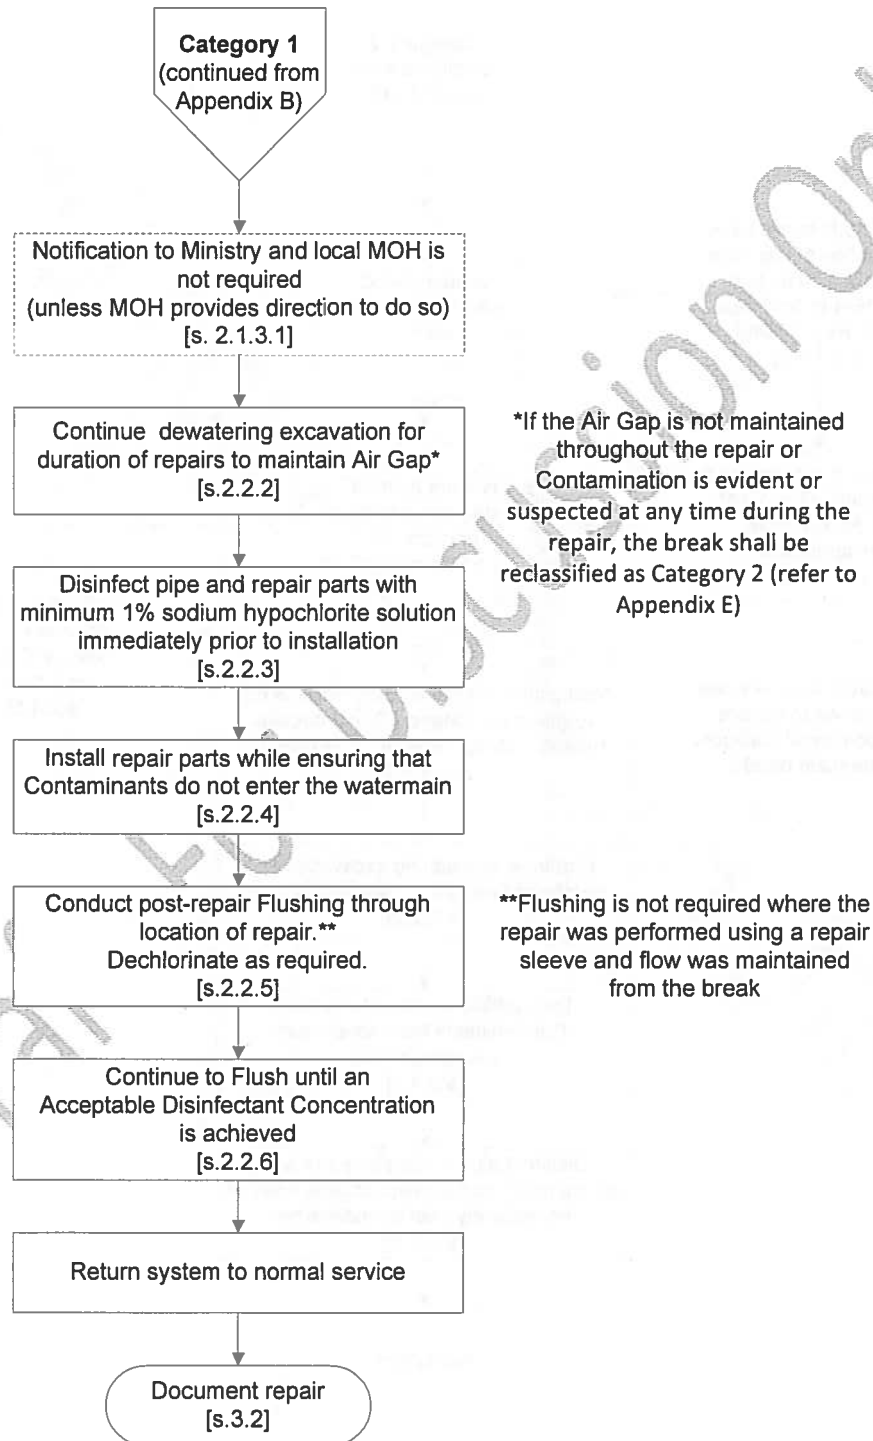 Category 1
(continued from
Appendix B)
Notification to Ministry and local MOH is
not required
(unless MOH provides direction to do so)
[s. 2.1.3.1]
Continue dewatering excavation for
duration of repairs to maintain Air Gap*
[s.2.2.2]
*If the Air Gap is not maintained
throughout the repair or
Contamination is evident or
suspected at any time during the
repair, the break shall be
reclassified as Category 2 (refer to
Appendix E)
Disinfect pipe and repair parts with
minimum 1% sodium hypochlorite solution
immediately prior to installation
[s.2.2.3]
Install repair parts while ensuring that
Contaminants do not enter the watermain
[s.2.2.4]
Conduct post-repair Flushing through
location of repair.**
Dechlorinate as required.
[s.2.2.5]
**Flushing is not required where the
repair was performed using a repair
sleeve and flow was maintained
from the break
Continue to Flush until an
Acceptable Disinfectant Concentration
is achieved
[s.2.2.6]
Return system to normal service
Document repair
[s.3.2]